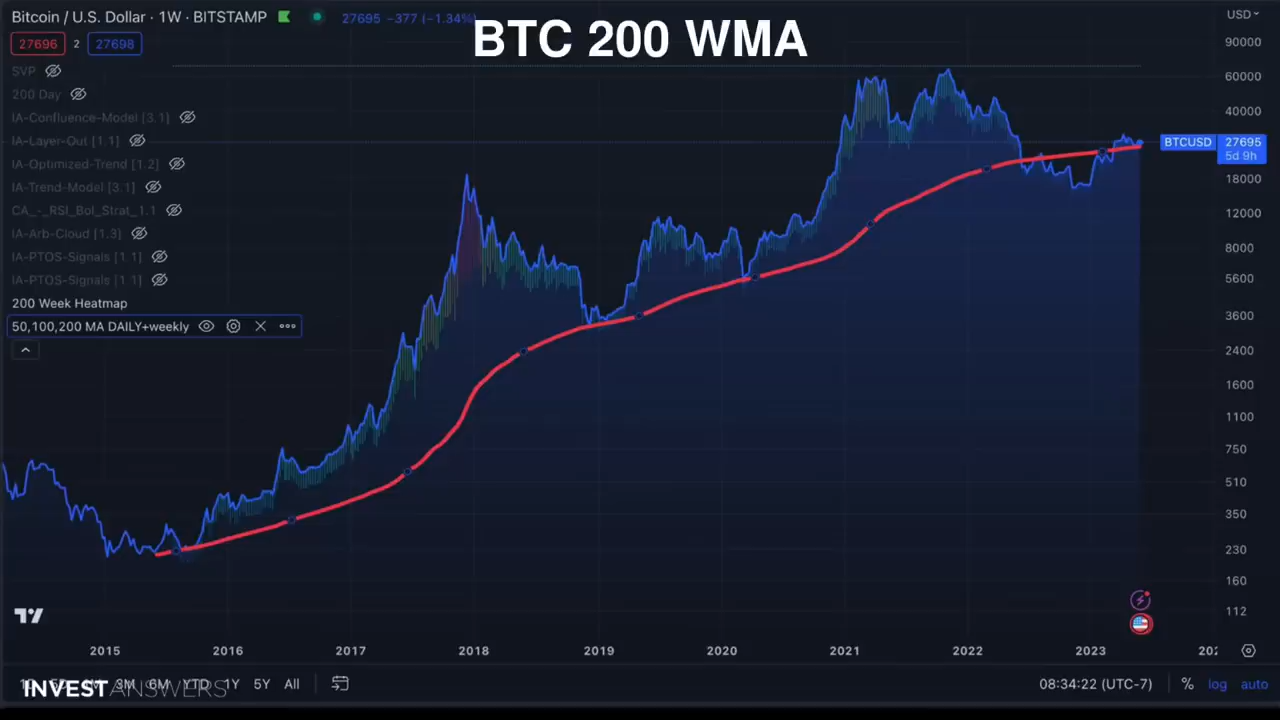 Bitcoin / U.S. Dollar · 1W · BITSTAMP 27695 -377 (-1.34%)
BTC 200 WMA
USD
27696 2 27698
SVP
200 Day
IA-Confluence-Model [3.1]
IA-Layer-Out [1.1]
IA-Optimized-Trend [1.2]
IA-Trend-Model [3.1]
CA_-_RSI_Bol_Strat_1.1
IA-Arb-Cloud [1.3]
IA-PTOS-Signals [1.1]
IA-PTOS-Signals [1.1]
200 Week Heatmap
50,100,200 MA DAILY+weekly
90000
60000
40000
BTCUSD 27695
5d 9h
18000
12000
8000
5600
3600
2400
1600
1100
750
510
350
230
160
112
2015 2016 2017 2018 2019 2020 2021 2022 2023
INVESTANSWERS
3M 6M YTD 1Y 5Y All
08:34:22 (UTC-7) % log auto